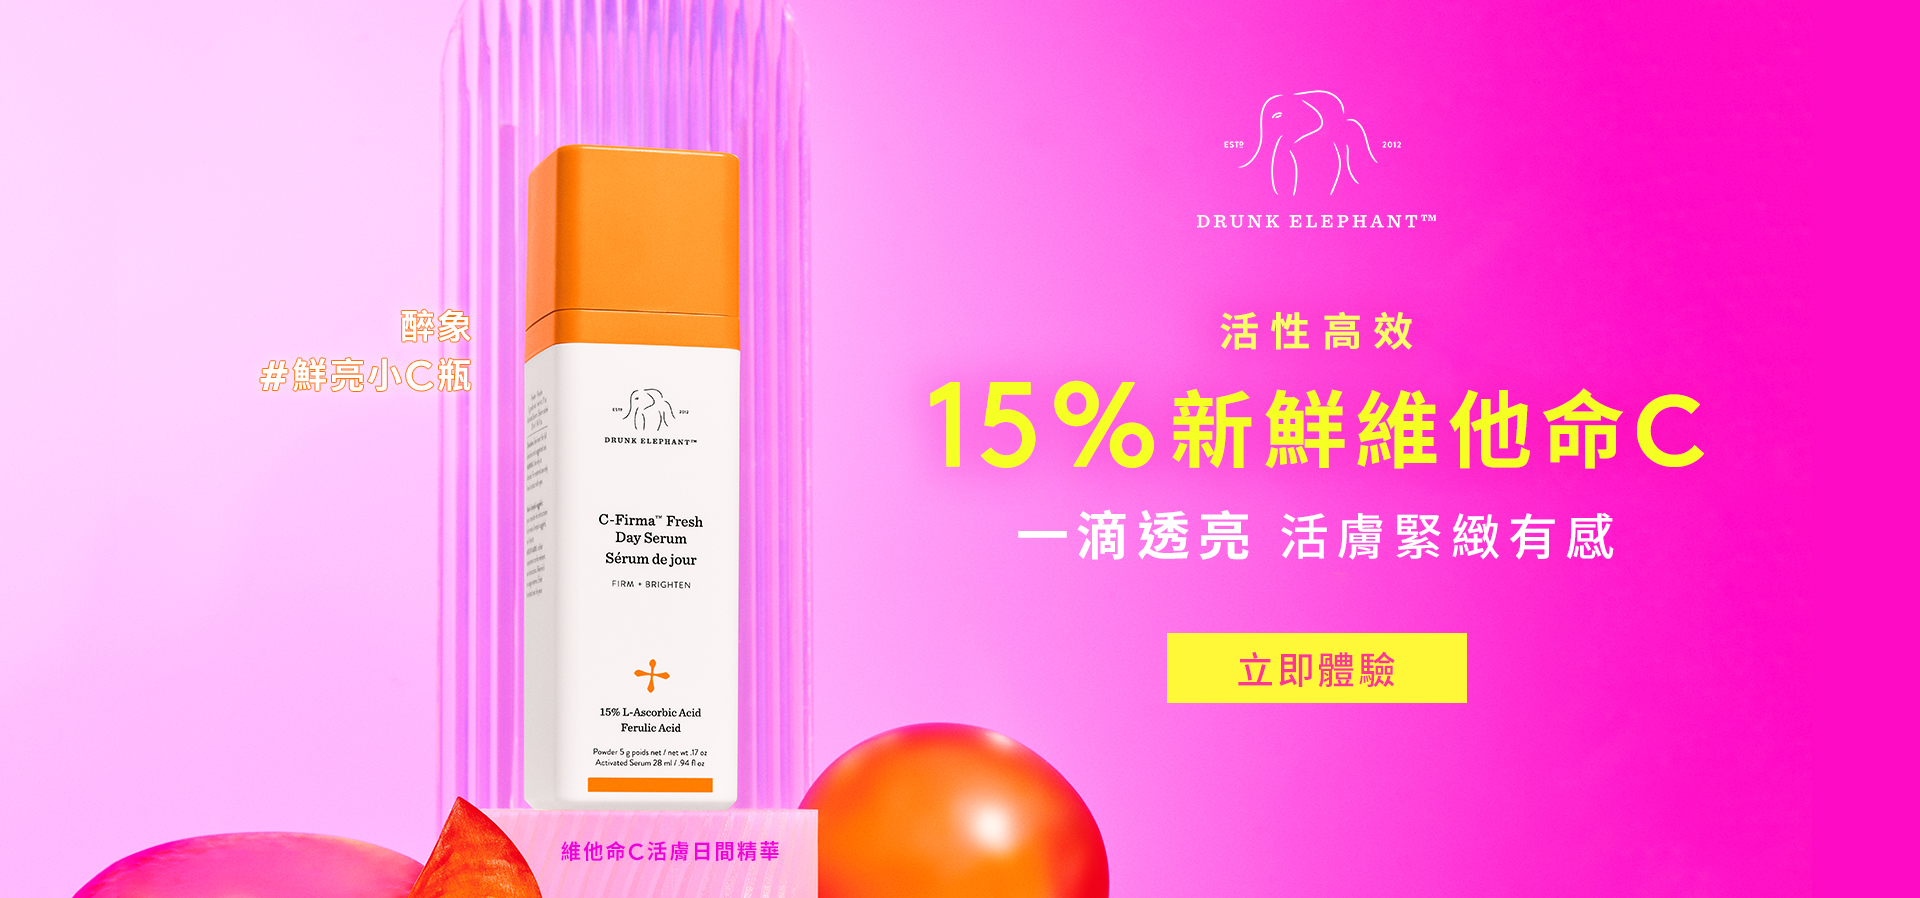 醉象
#鮮亮小C瓶
ESTD 2012
DRUNK ELEPHANT™
C-Firma™ Fresh
Day Serum
Sérum de jour
FIRM + BRIGHTEN
15% L-Ascorbic Acid
Ferulic Acid
Powder 5 g poids net / net wt .17 oz
Activated Serum 28 ml / .94 fl oz
維他命C活膚日間精華
ESTD 2012
DRUNK ELEPHANT™
活性高效
15%新鮮維他命C
一滴透亮 活膚緊緻有感
立即體驗